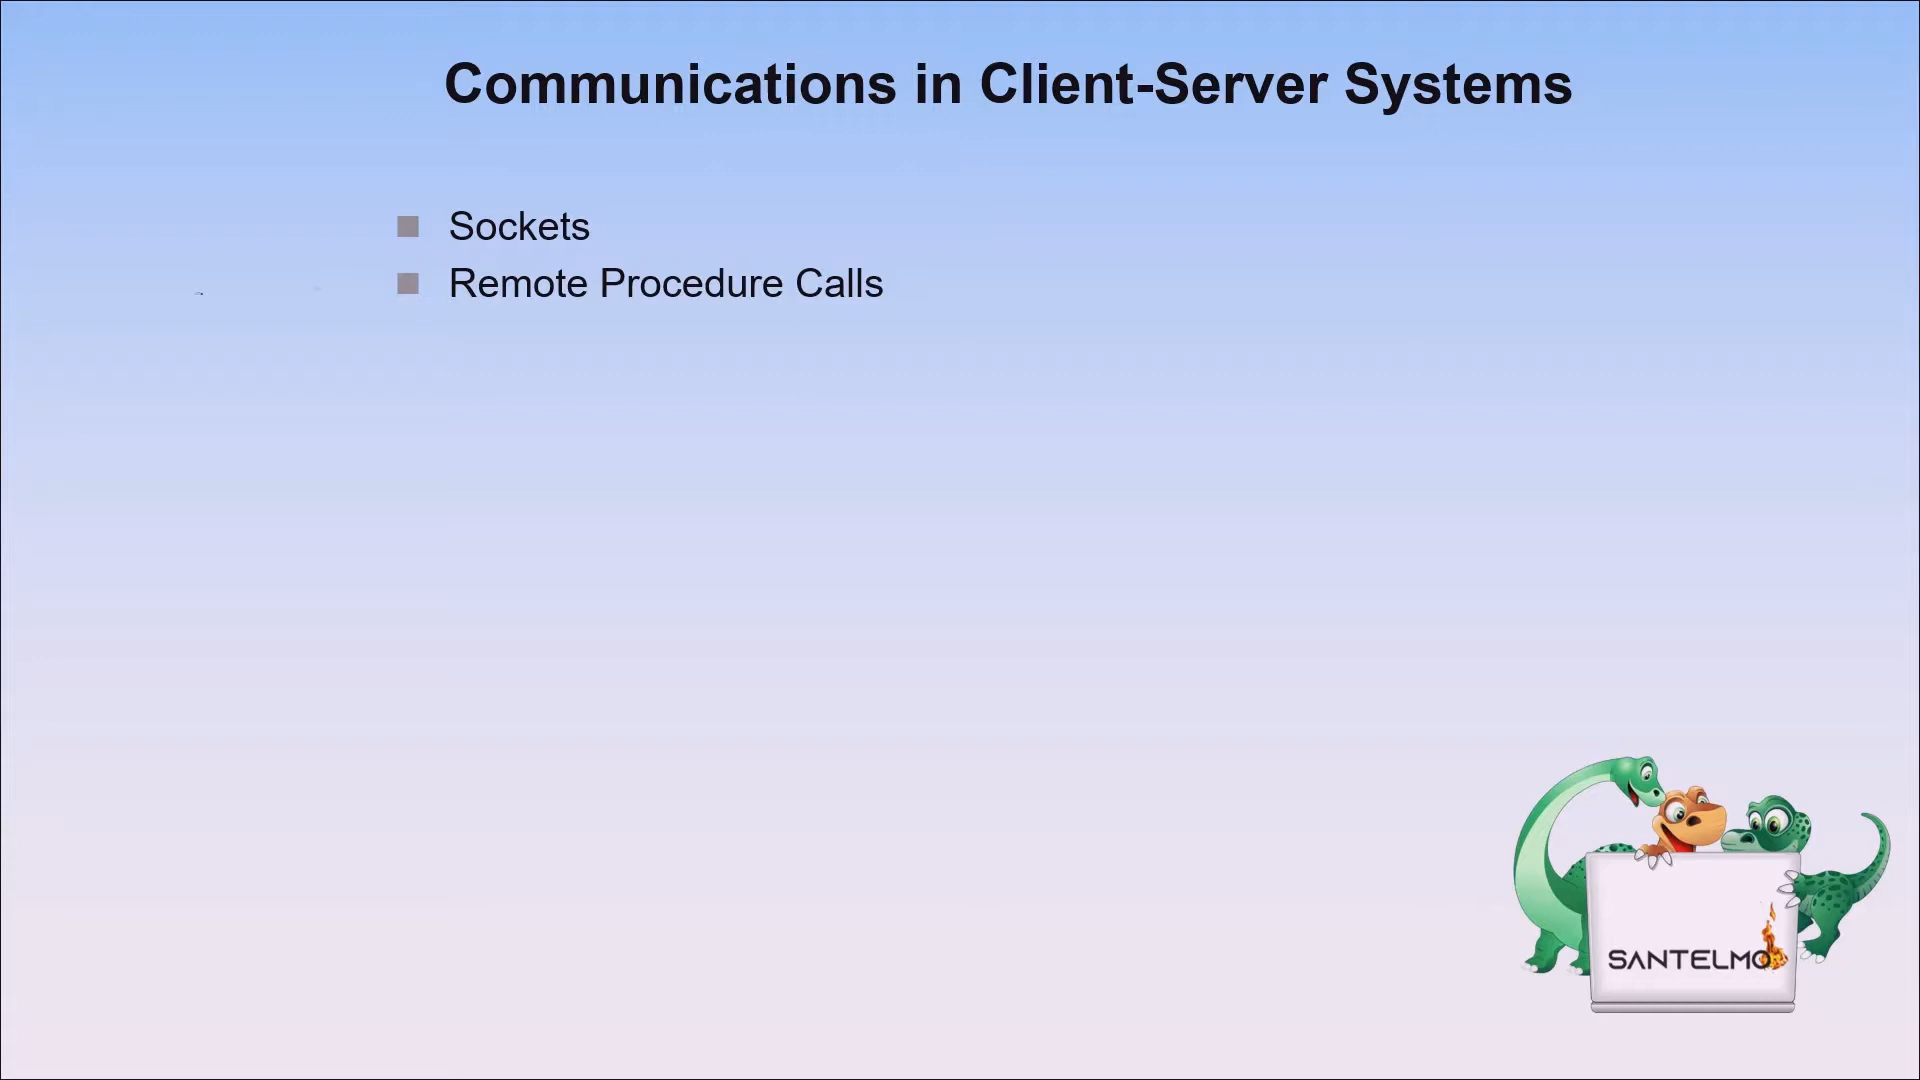 Communications in Client-Server Systems
Sockets
Remote Procedure Calls
SANTELMO